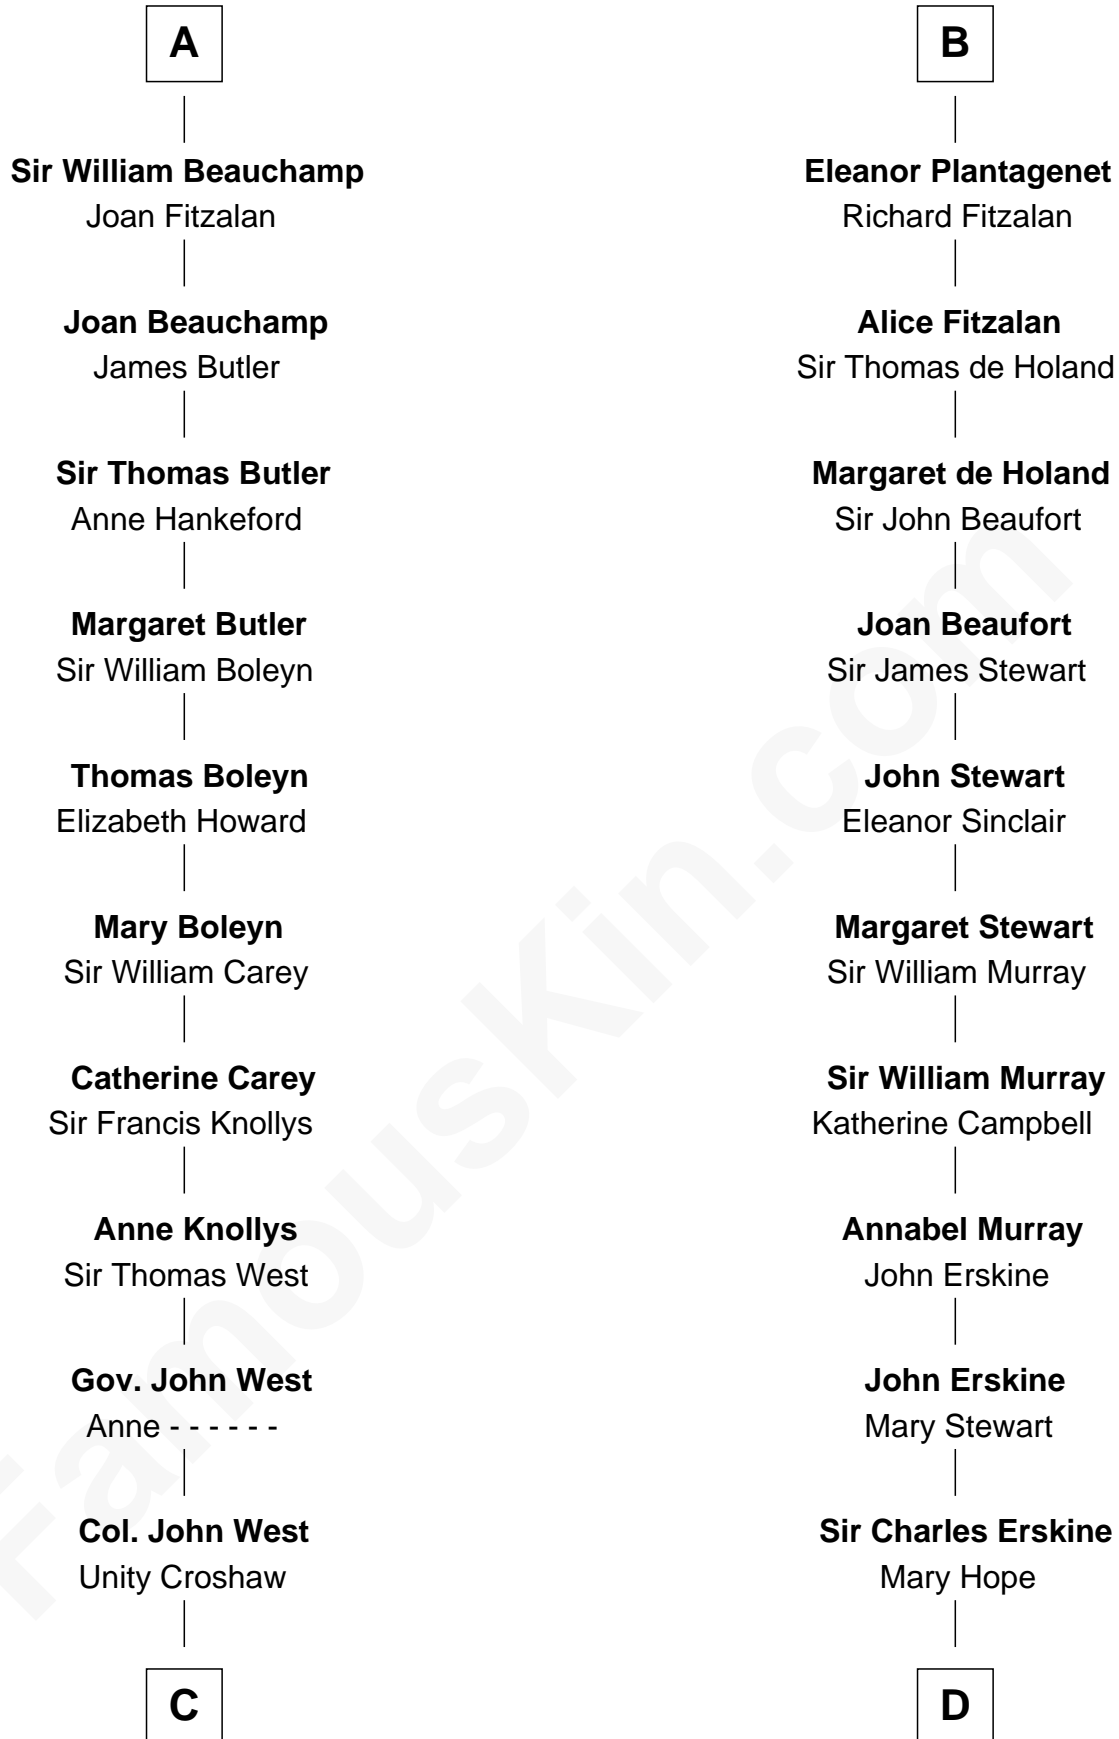 A
Sir William Beauchamp
Joan Fitzalan
Joan Beauchamp
James Butler
Sir Thomas Butler
Anne Hankeford
Margaret Butler
Sir William Boleyn
Thomas Boleyn
Elizabeth Howard
Mary Boleyn
Sir William Carey
Catherine Carey
Sir Francis Knollys
Anne Knollys
Sir Thomas West
Gov. John West
Anne - - - - - -
Col. John West
Unity Croshaw
C
B
Eleanor Plantagenet
Richard Fitzalan
Alice Fitzalan
Sir Thomas de Holand
Margaret de Holand
Sir John Beaufort
Joan Beaufort
Sir James Stewart
John Stewart
Eleanor Sinclair
Margaret Stewart
Sir William Murray
Sir William Murray
Katherine Campbell
Annabel Murray
John Erskine
John Erskine
Mary Stewart
Sir Charles Erskine
Mary Hope
D
FamousKin.com